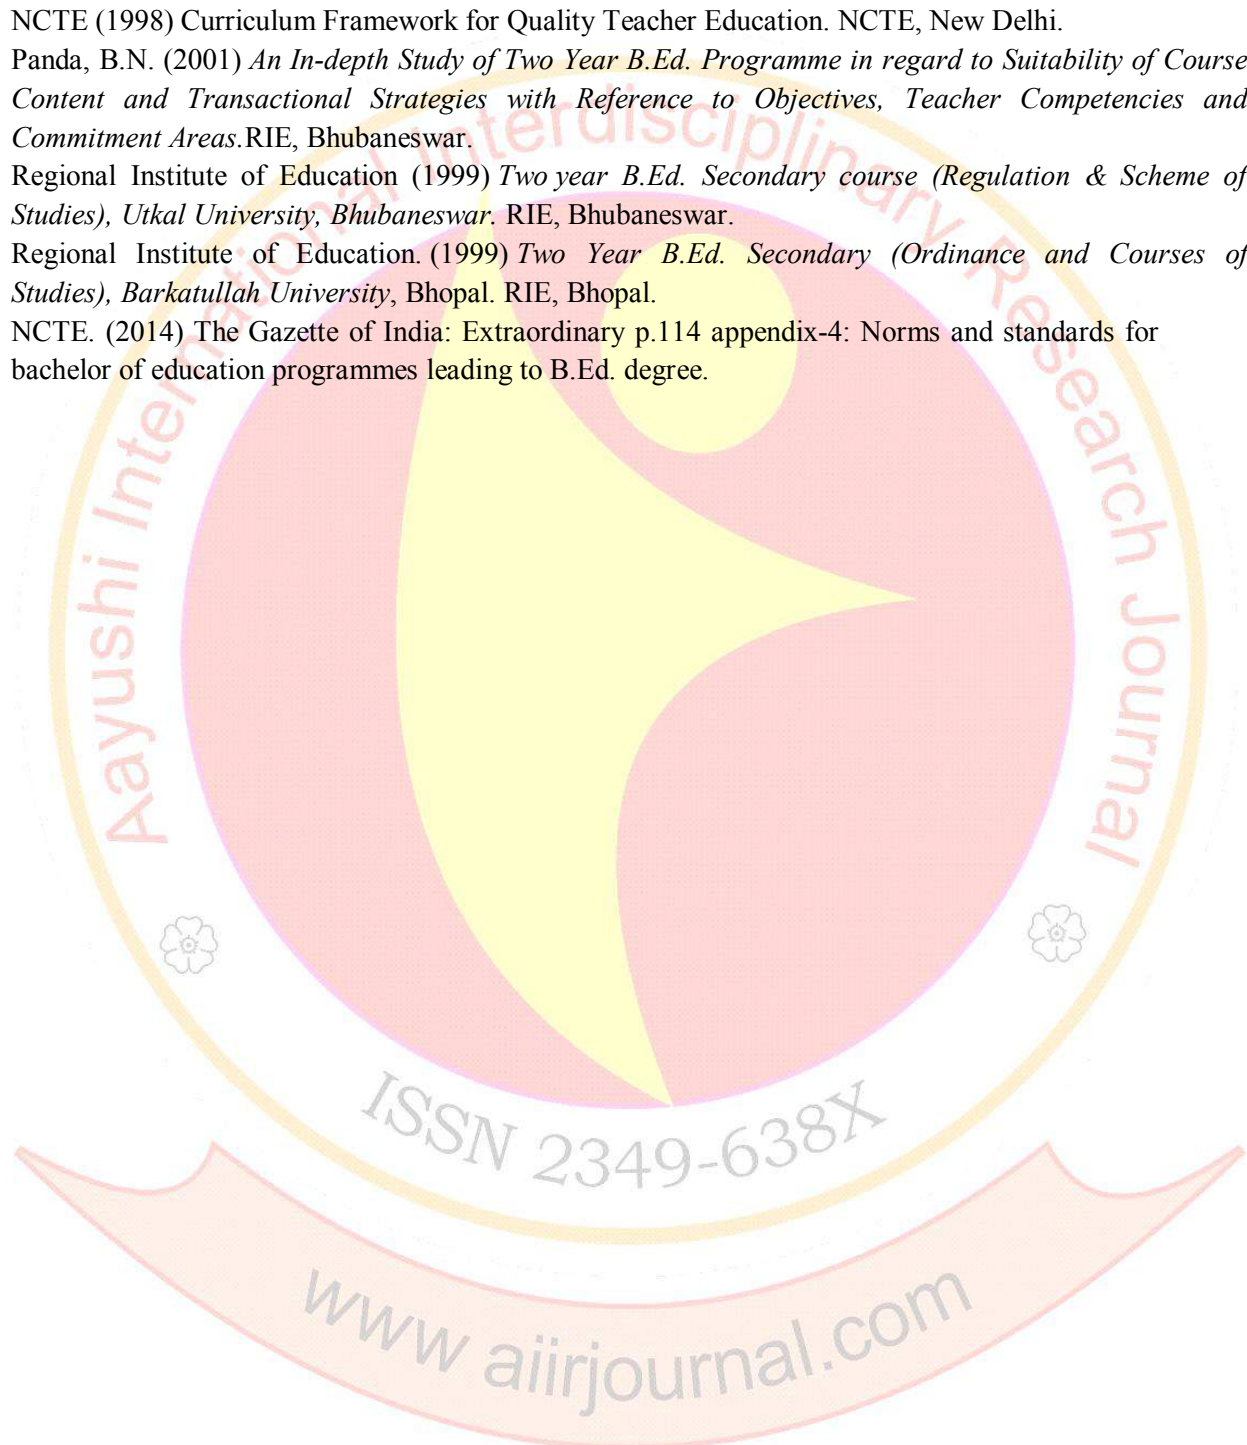 NCTE (1998) Curriculum Framework for Quality Teacher Education. NCTE, New Delhi.
Panda, B.N. (2001) An In-depth Study of Two Year B.Ed. Programme in regard to Suitability of Course
Content and Transactional Strategies with Reference to Objectives, Teacher Competencies and
Commitment Areas.RIE, Bhubaneswar.
Regional Institute of Education (1999) Two year B.Ed. Secondary course (Regulation & Scheme of
Studies), Utkal University, Bhubaneswar. RIE, Bhubaneswar.
Regional Institute of Education. (1999) Two Year B.Ed. Secondary (Ordinance and Courses of
Studies), Barkatullah University, Bhopal. RIE, Bhopal.
NCTE. (2014) The Gazette of India: Extraordinary p.114 appendix-4: Norms and standards for
bachelor of education programmes leading to B.Ed. degree.
Aayushi International Interdisciplinary Research Journal
ISSN 2349-638X
www aiirjournal.com